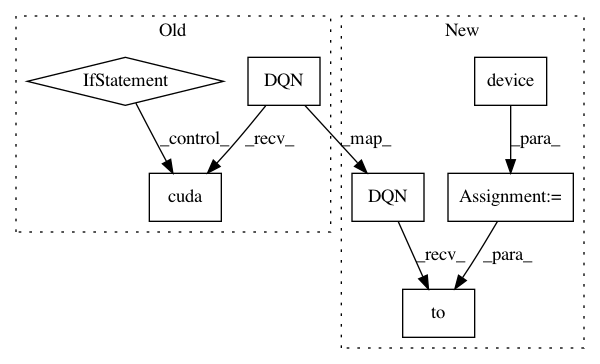 Old
New
IfStatement
DQN
device
_control_
_recv_
_map_
_para_
cuda
DQN
Assignment:=
_recv_
_para_
to